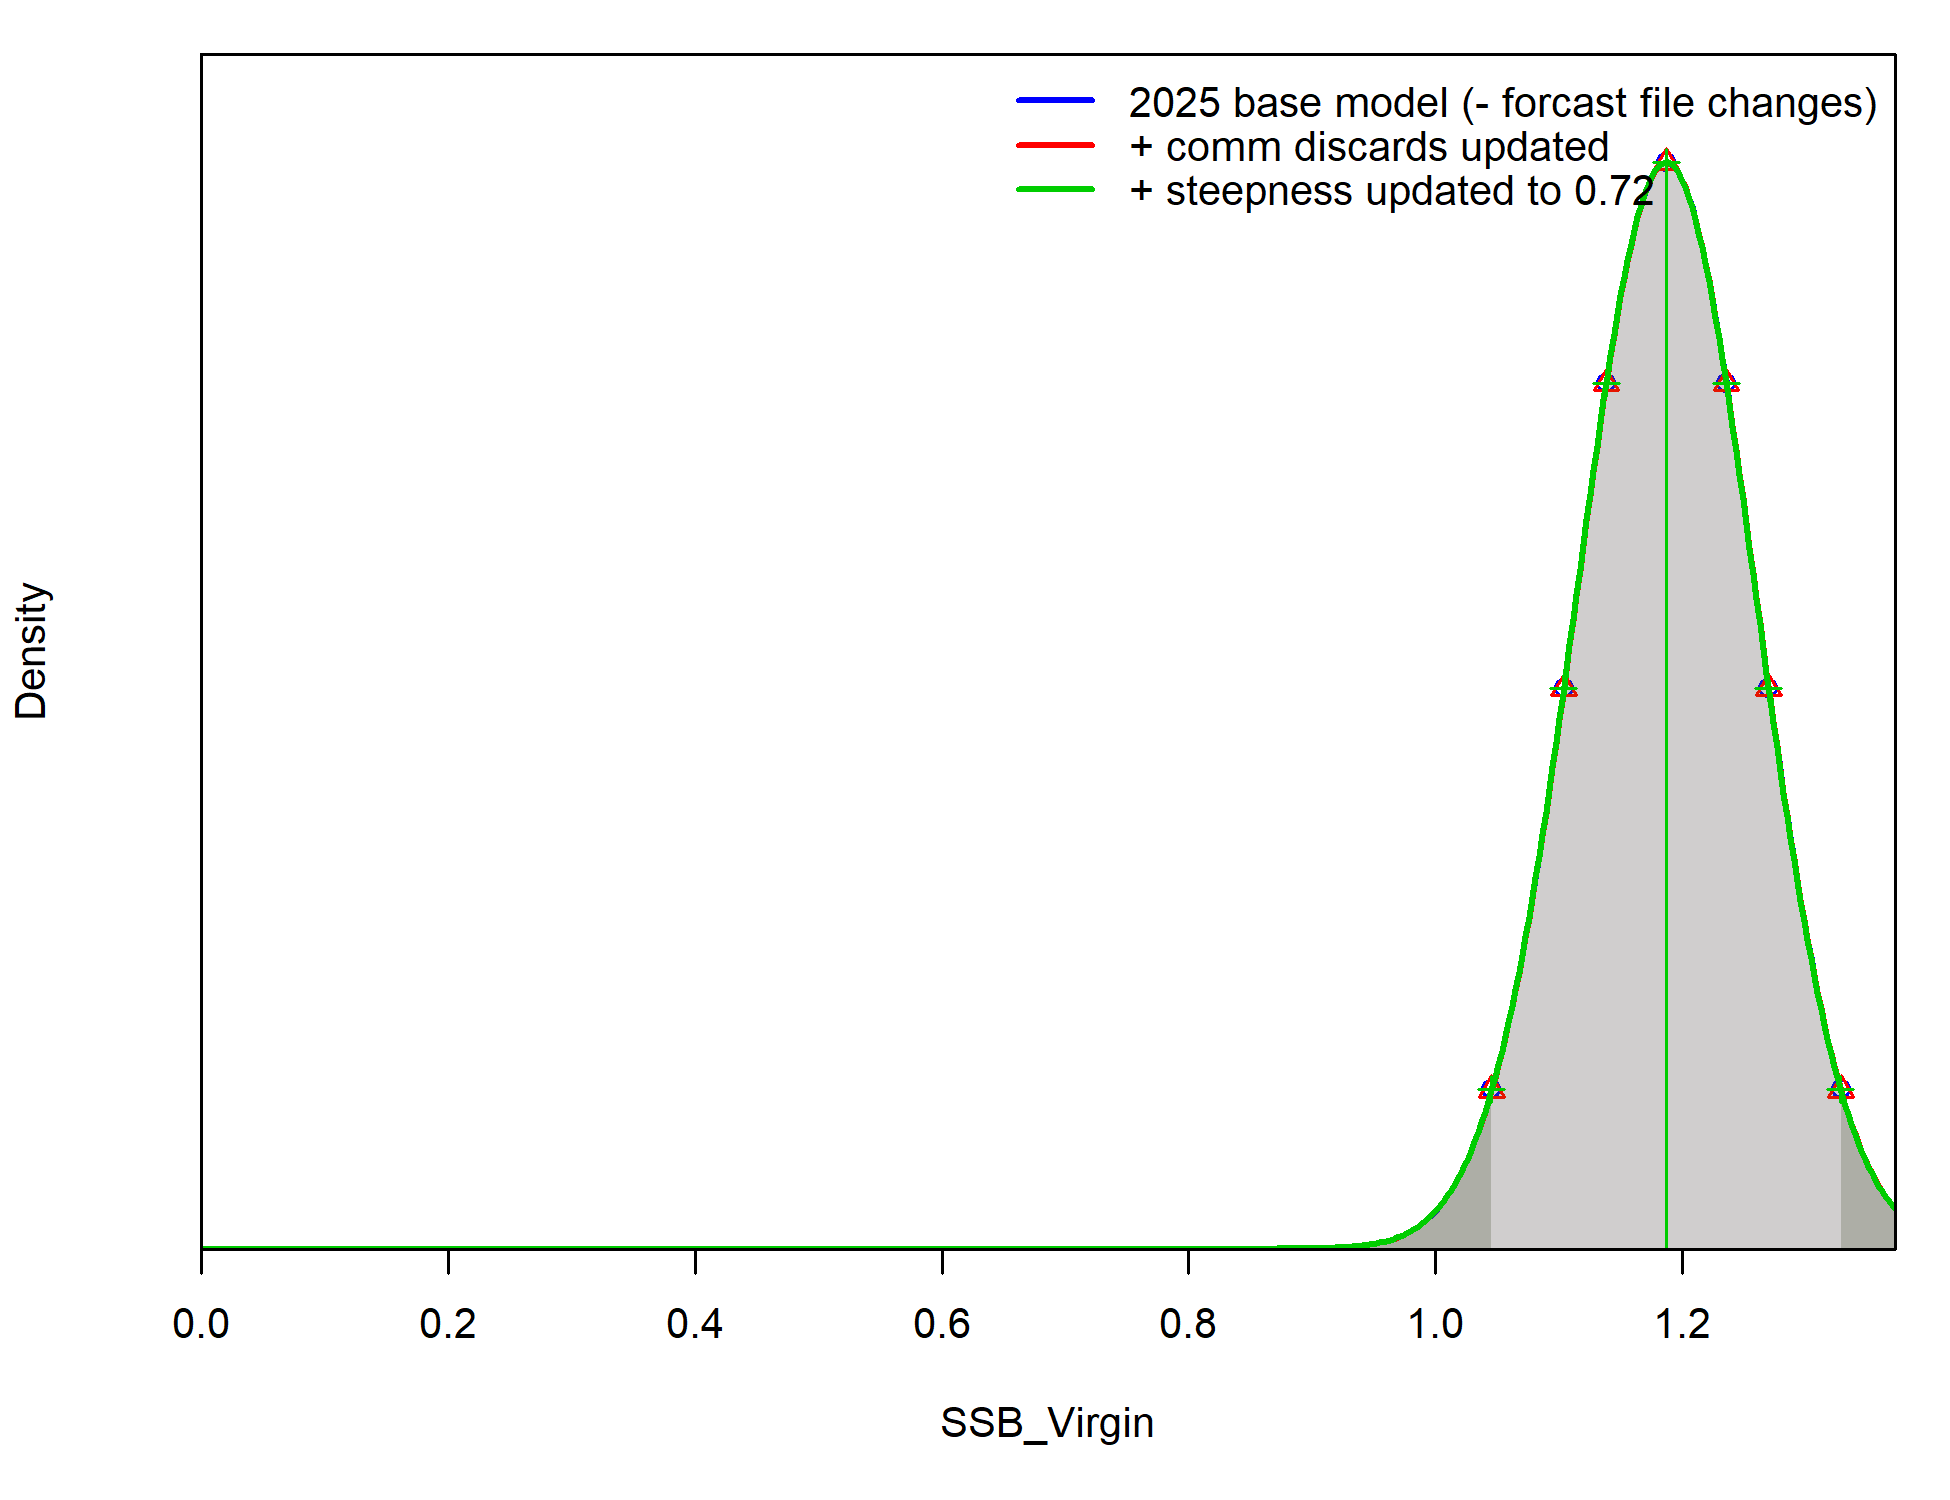 2025 base model (- forcast file changes)
+ comm discards updated
+ steepness updated to 0.72
Density
0.0 0.2 0.4 0.6 0.8 1.0 1.2
SSB_Virgin